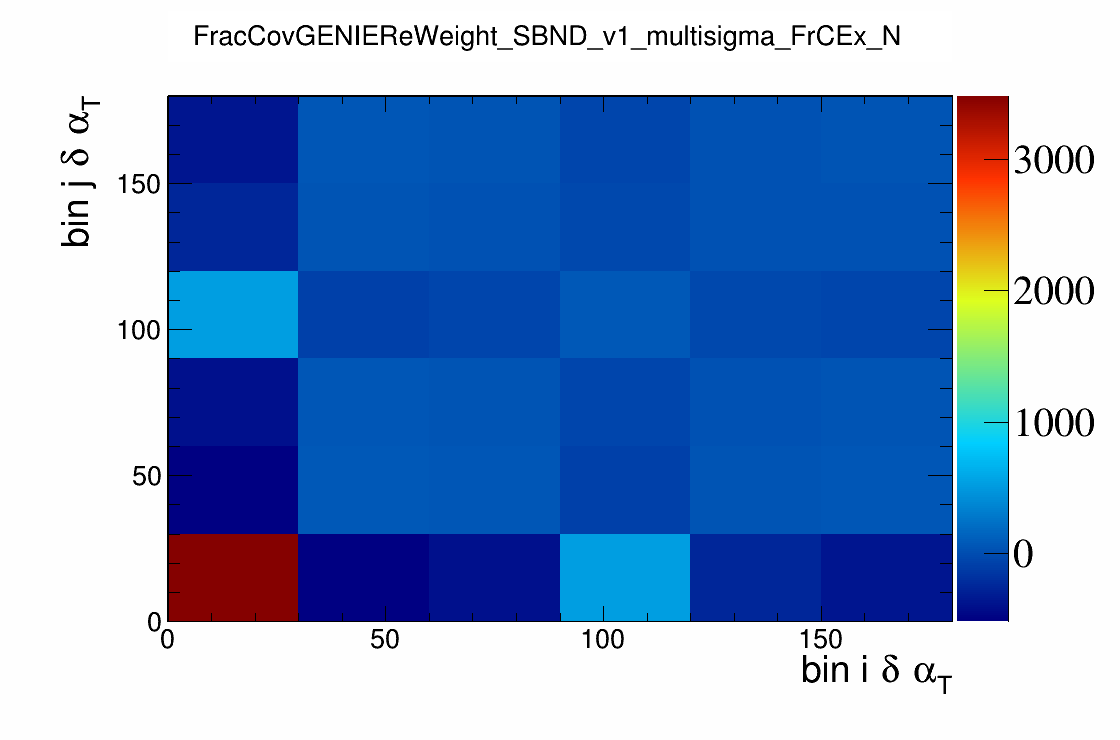 FracCovGENIEReWeight_SBND_v1_multisigma_FrCEx_N
bin j δ α_T
150
100
50
0
0 50 100 150
bin i δ α_T
3000
2000
1000
0